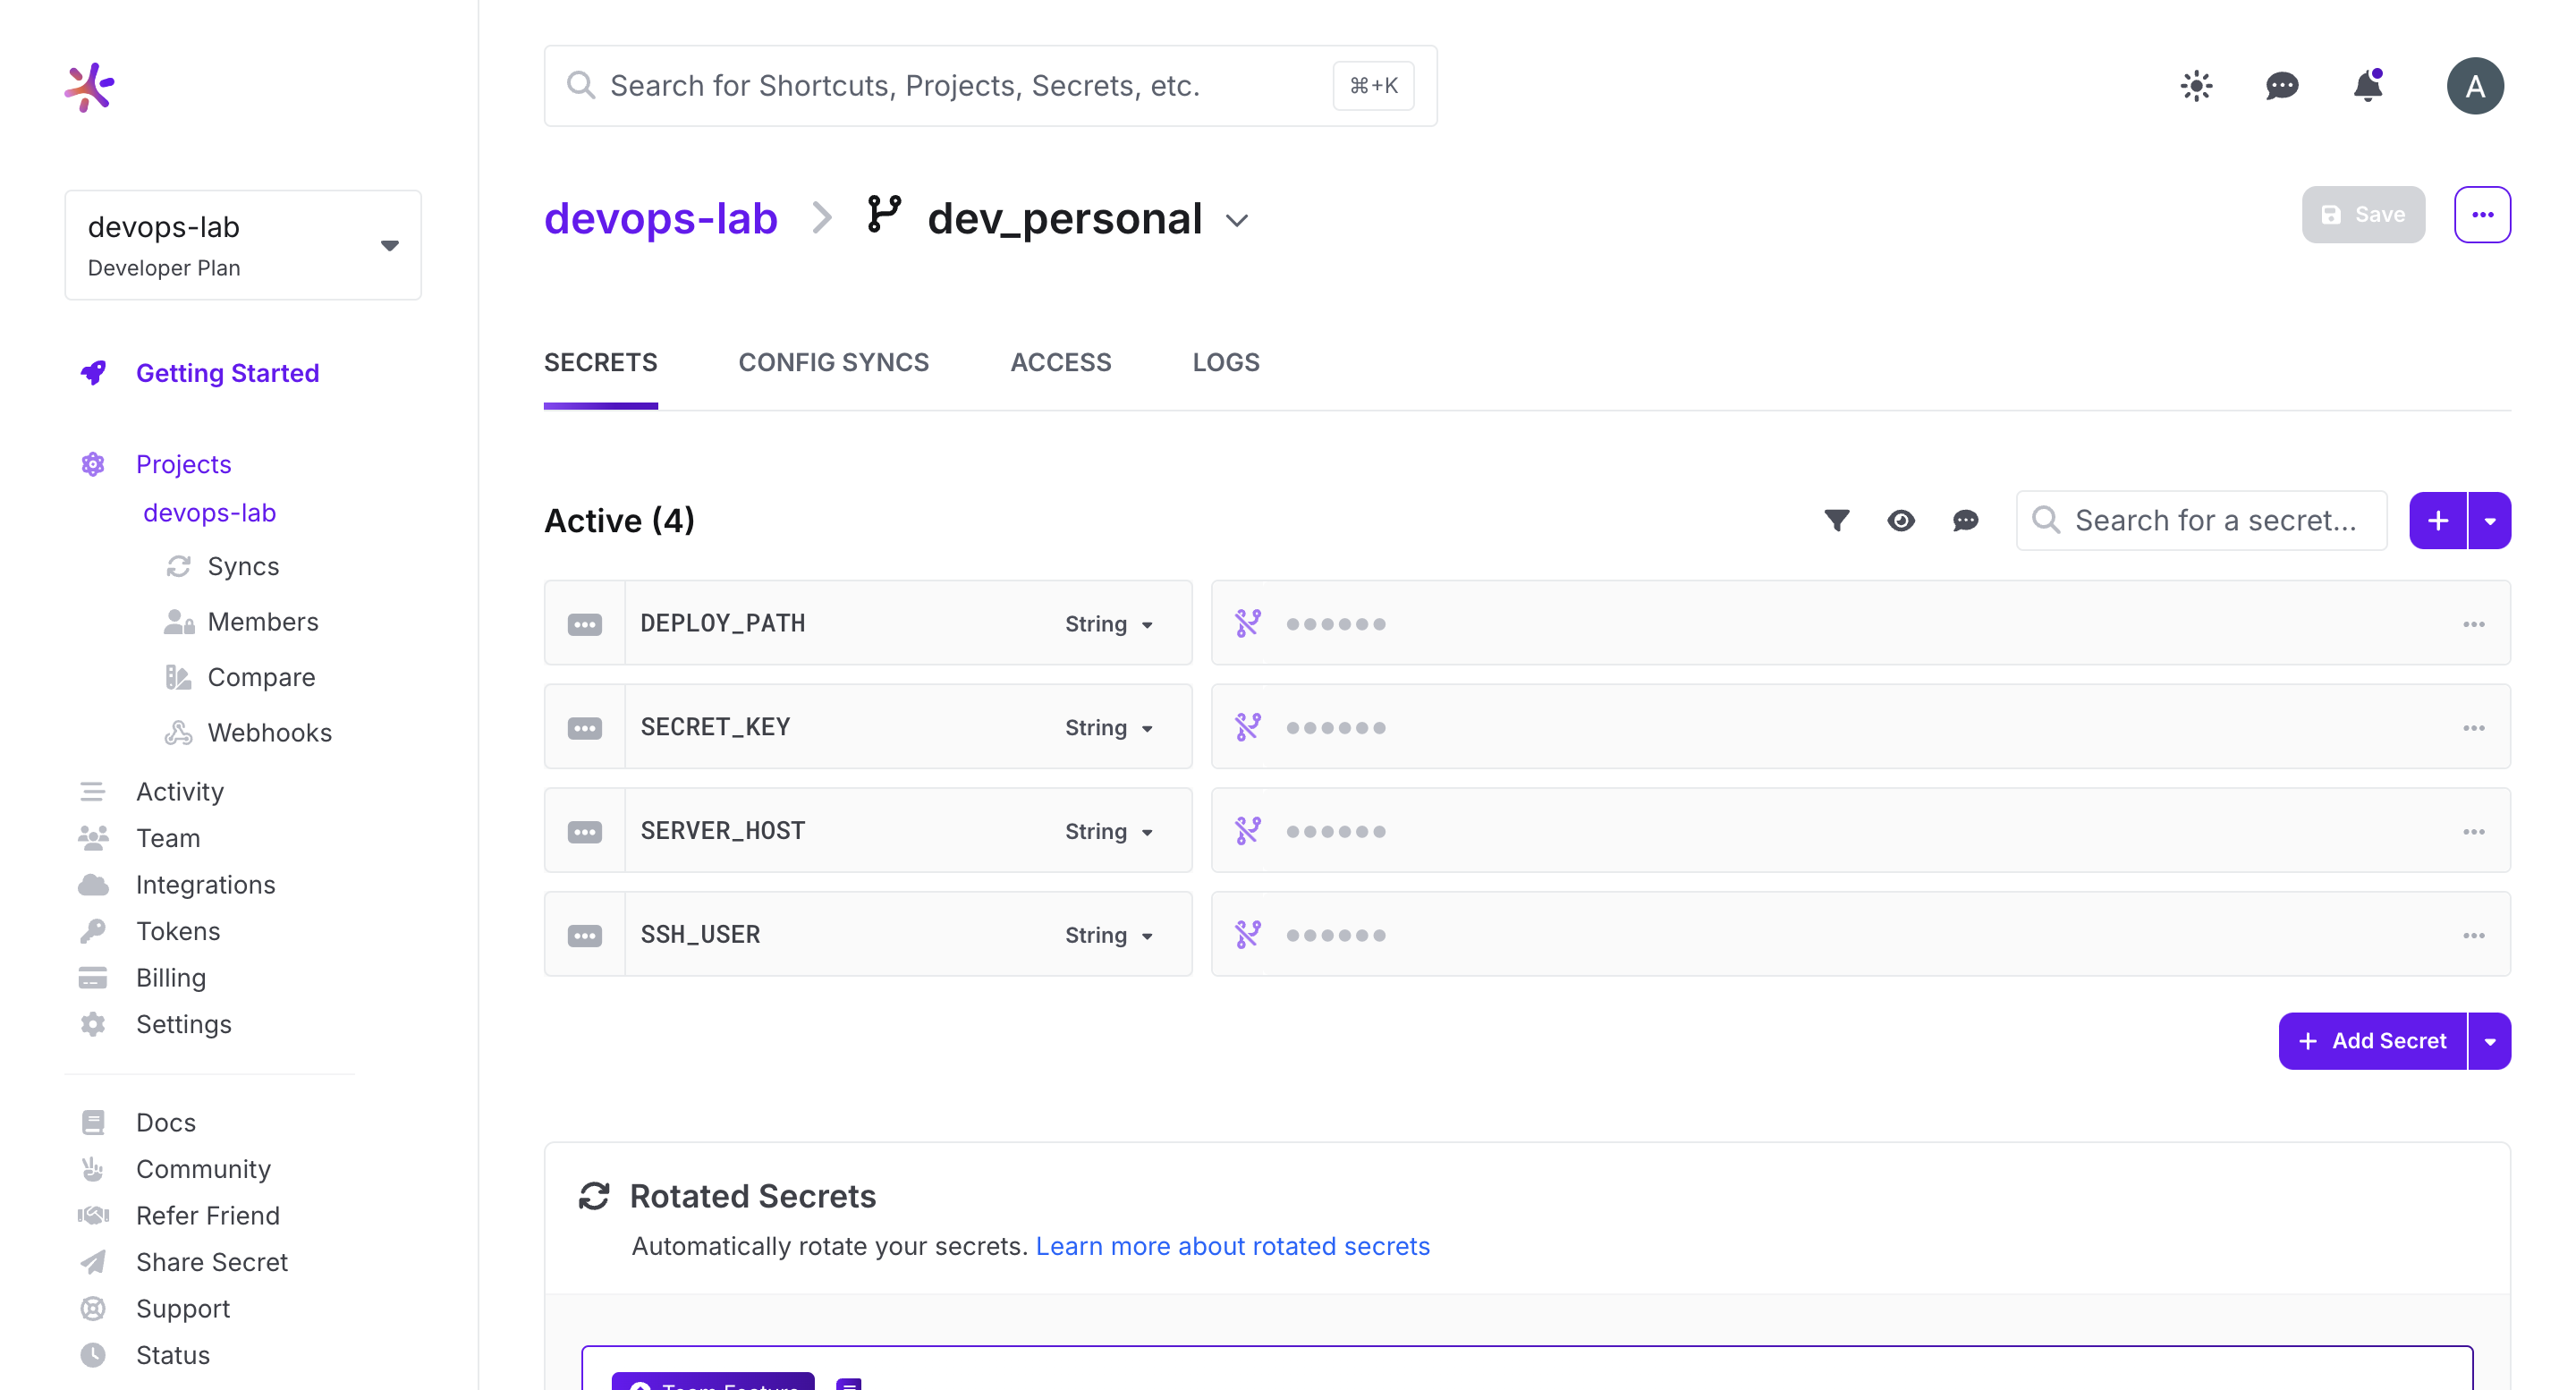 Search for Shortcuts, Projects, Secrets, etc.
⌘+K
A
devops-lab
Developer Plan
devops-lab
dev_personal
Save
Getting Started
Projects
devops-lab
Syncs
Members
Compare
Webhooks
Activity
Team
Integrations
Tokens
Billing
Settings
Docs
Community
Refer Friend
Share Secret
Support
Status
SECRETS
CONFIG SYNCS
ACCESS
LOGS
Active (4)
Search for a secret...
DEPLOY_PATH
String
SECRET_KEY
String
SERVER_HOST
String
SSH_USER
String
Add Secret
Rotated Secrets
Automatically rotate your secrets. Learn more about rotated secrets
Team Feature